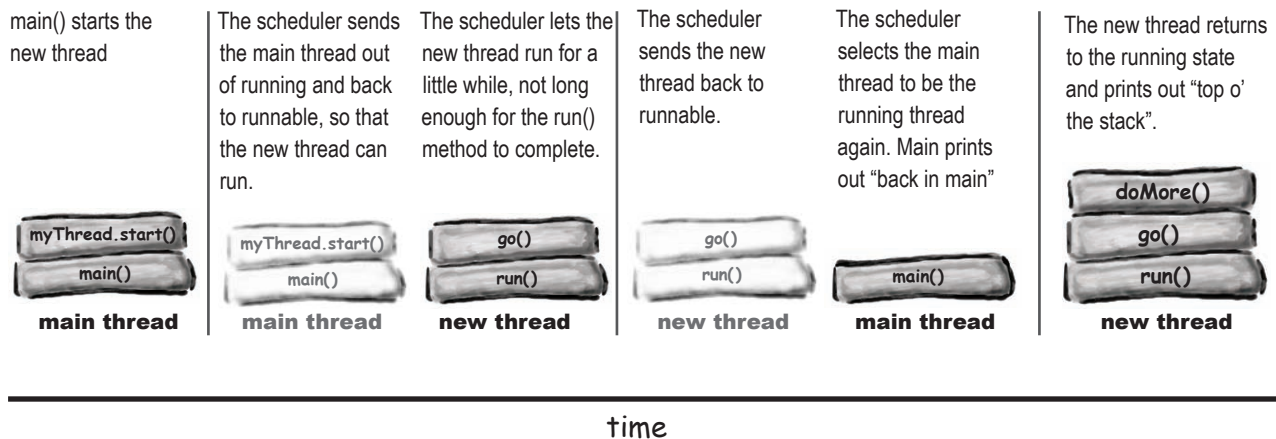 main() starts the
new thread
myThread.start()
main()
main thread
The scheduler sends
the main thread out
of running and back
to runnable, so that
the new thread can
run.
myThread.start()
main()
main thread
The scheduler lets the
new thread run for a
little while, not long
enough for the run()
method to complete.
go()
run()
new thread
The scheduler
sends the new
thread back to
runnable.
go()
run()
new thread
The scheduler
selects the main
thread to be the
running thread
again. Main prints
out “back in main”
main()
main thread
The new thread returns
to the running state
and prints out “top o’
the stack”.
doMore()
go()
run()
new thread
time